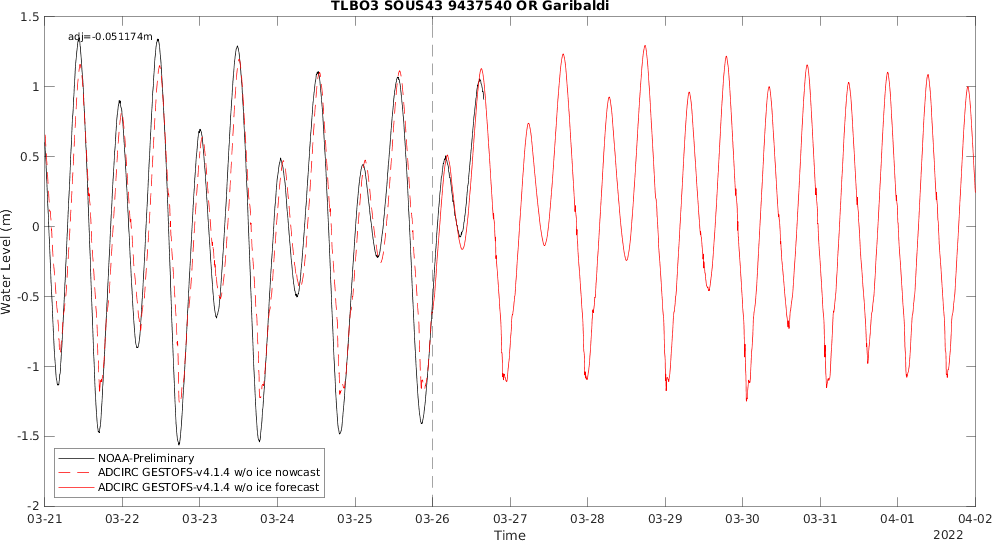 TLBO3 SOUS43 9437540 OR Garibaldi
adj=-0.051174m
1.5
1
0.5
0
-0.5
-1
-1.5
-2
Water Level (m)
NOAA-Preliminary
ADCIRC GESTOFS-v4.1.4 w/o ice nowcast
ADCIRC GESTOFS-v4.1.4 w/o ice forecast
03-21 03-22 03-23 03-24 03-25 03-26 03-27 03-28 03-29 03-30 03-31 04-01 04-02
Time
2022